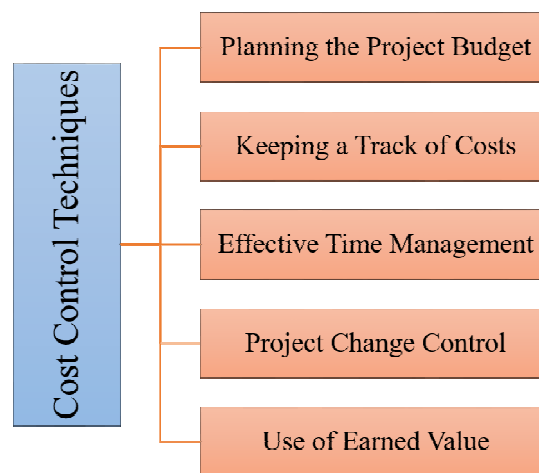 Cost Control Techniques
Planning the Project Budget
Keeping a Track of Costs
Effective Time Management
Project Change Control
Use of Earned Value